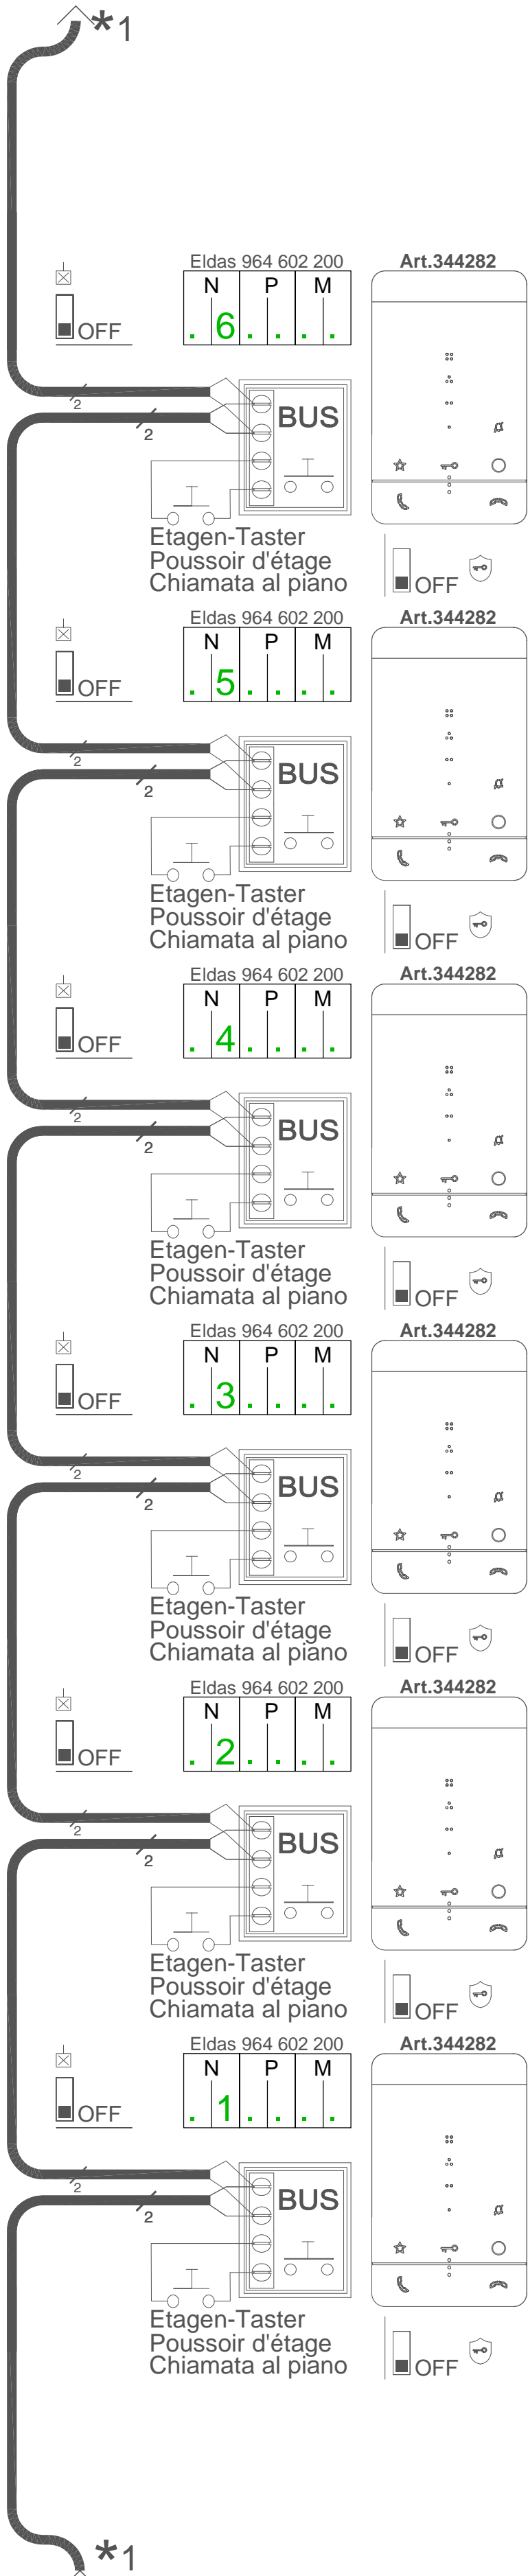 *1
Eldas 964 602 200 Art.344282
N P M
. 6 . . . .
OFF
2
BUS
2
Etagen-Taster
Poussoir d'étage
Chiamata al piano
OFF
Eldas 964 602 200 Art.344282
N P M
. 5 . . . .
OFF
2
BUS
2
Etagen-Taster
Poussoir d'étage
Chiamata al piano
OFF
Eldas 964 602 200 Art.344282
N P M
. 4 . . . .
OFF
2
BUS
2
Etagen-Taster
Poussoir d'étage
Chiamata al piano
OFF
Eldas 964 602 200 Art.344282
N P M
. 3 . . . .
OFF
2
BUS
2
Etagen-Taster
Poussoir d'étage
Chiamata al piano
OFF
Eldas 964 602 200 Art.344282
N P M
. 2 . . . .
OFF
2
BUS
2
Etagen-Taster
Poussoir d'étage
Chiamata al piano
OFF
Eldas 964 602 200 Art.344282
N P M
. 1 . . . .
OFF
2
BUS
2
Etagen-Taster
Poussoir d'étage
Chiamata al piano
OFF
*1